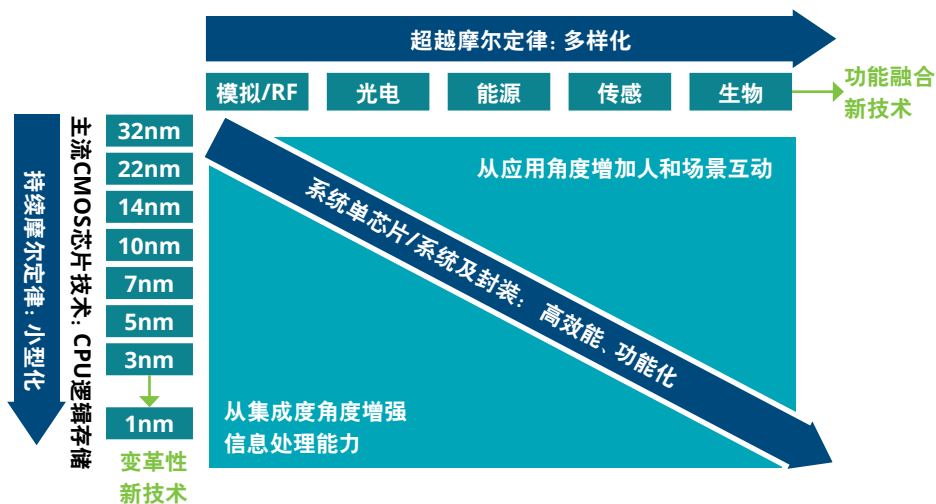 超越摩尔定律：多样化
模拟/RF
光电
能源
传感
生物
功能融合
新技术
持续摩尔定律：小型化
主流CMOS芯片技术：CPU逻辑存储
32nm
22nm
14nm
10nm
7nm
5nm
3nm
1nm
变革性
新技术
从应用角度增加人和场景互动
系统单芯片/系统及封装： 高效能、功能化
从集成度角度增强
信息处理能力